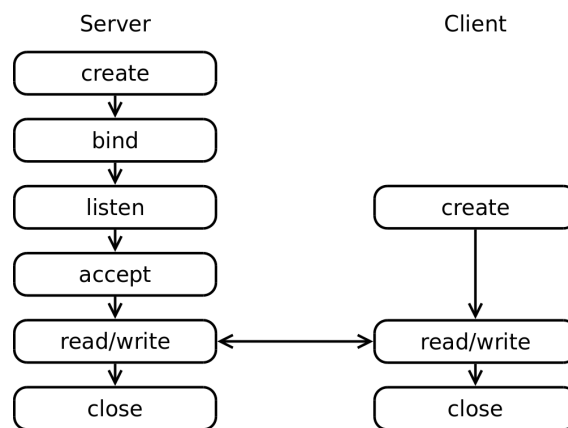 Server
create
bind
listen
accept
read/write
close
Client
create
read/write
close